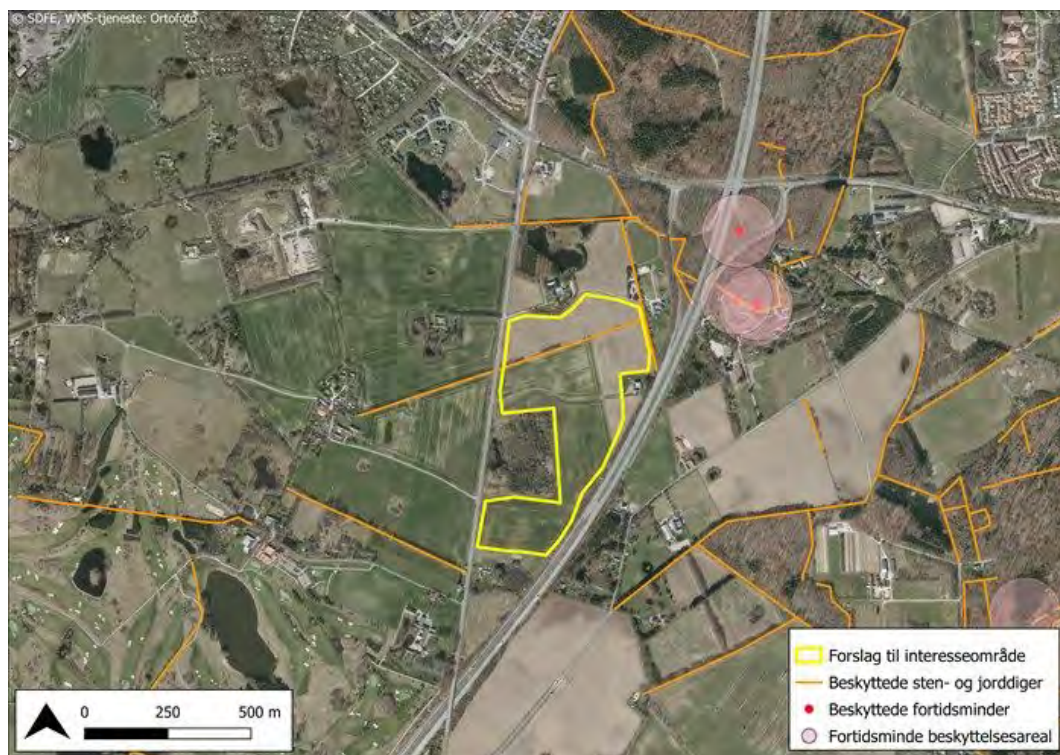 © SDFE, WMS-tjeneste: Ortofoto
Forslag til interesseområde
Beskyttede sten- og jorddiger
Beskyttede fortidsminder
Fortidsminde beskyttelsesareal
0 250 500 m